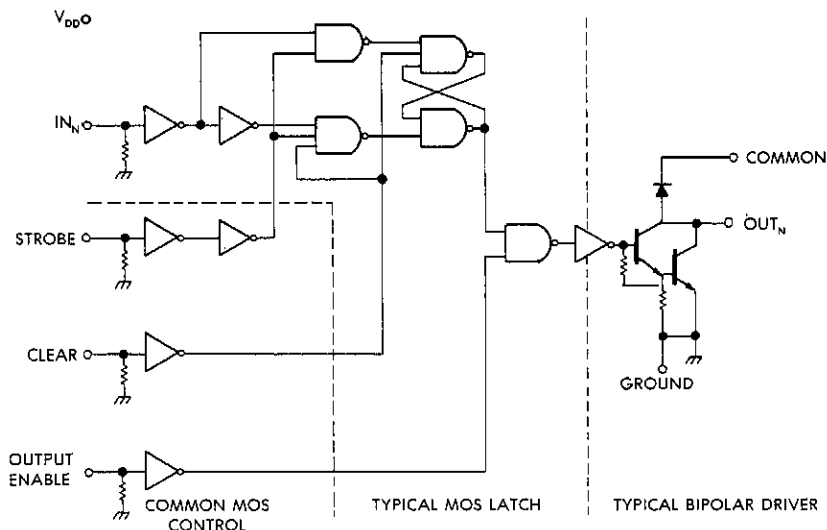 VDD
INN
COMMON
STROBE
OUTN
CLEAR
GROUND
OUTPUT
ENABLE
COMMON MOS
CONTROL
TYPICAL MOS LATCH
TYPICAL BIPOLAR DRIVER